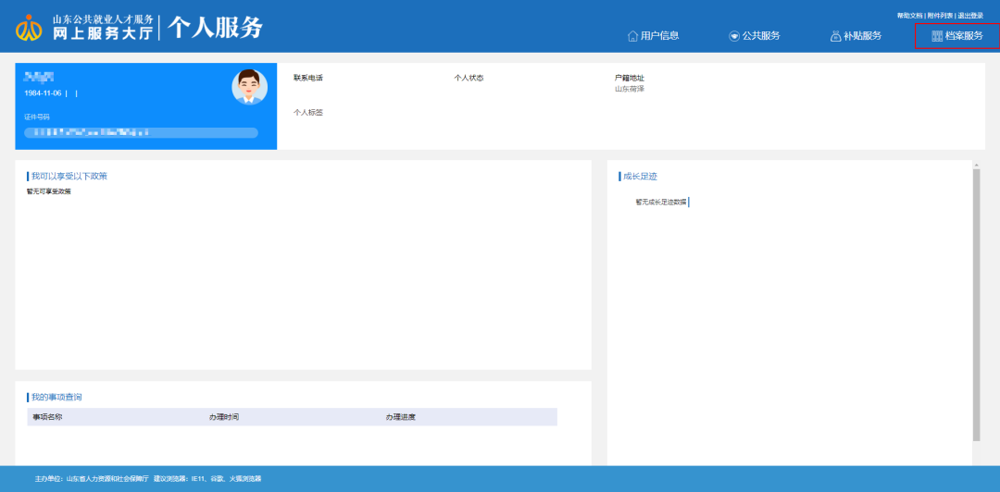 山东公共就业人才服务
网上服务大厅
个人服务
帮助文档 | 附件列表 | 退出登录
用户信息
公共服务
补贴服务
档案服务
1984-11-06 | |
证件号码
联系电话
个人状态
户籍地址
山东菏泽
个人标签
我可以享受以下政策
暂无可享受政策
成长足迹
暂无成长足迹数据
我的事项查询
事项名称
办理时间
办理进度
主办单位：山东省人力资源和社会保障厅 建议浏览器：IE11、谷歌、火狐浏览器